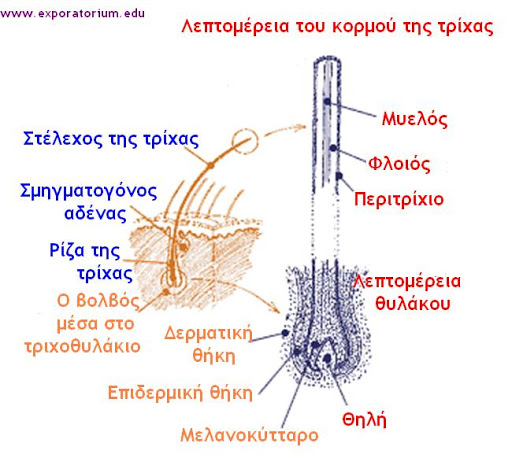 www.exporatorium.edu
Λεπτομέρεια του κορμού της τρίχας
Μυελός
Στέλεχος της τρίχας
Φλοιός
Σμηγματογόνος
αδένας
Περιτρίχιο
Ρίζα της
τρίχας
Λεπτομέρεια
θυλάκου
Ο βολβός
μέσα στο
τριχοθυλάκιο
Δερματική
θήκη
Επιδερμική θήκη
Θηλή
Μελανοκύτταρο